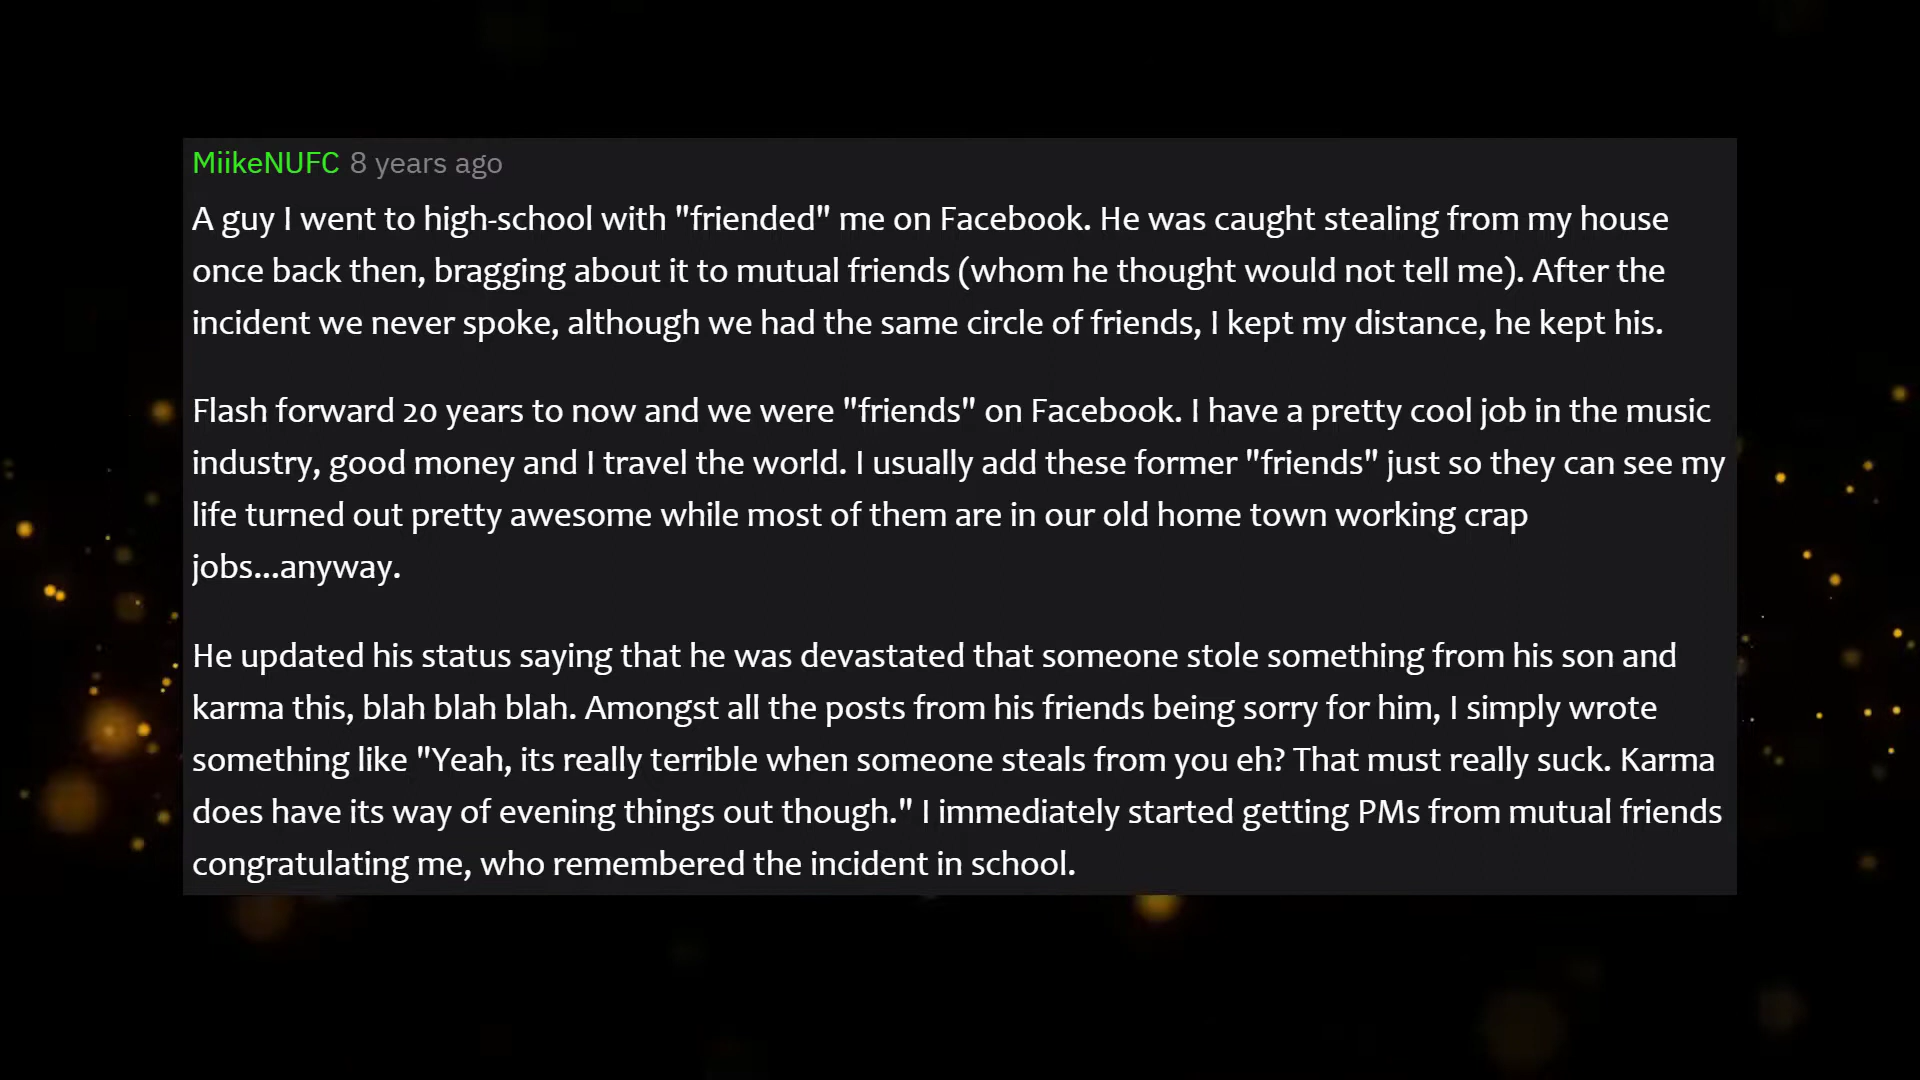 MiikeNUFC 8 years ago
A guy I went to high-school with "friended" me on Facebook. He was caught stealing from my house
once back then, bragging about it to mutual friends (whom he thought would not tell me). After the
incident we never spoke, although we had the same circle of friends, I kept my distance, he kept his.
Flash forward 20 years to now and we were "friends" on Facebook. I have a pretty cool job in the music
industry, good money and I travel the world. I usually add these former "friends" just so they can see my
life turned out pretty awesome while most of them are in our old home town working crap
jobs...anyway.
He updated his status saying that he was devastated that someone stole something from his son and
karma this, blah blah blah. Amongst all the posts from his friends being sorry for him, I simply wrote
something like "Yeah, its really terrible when someone steals from you eh? That must really suck. Karma
does have its way of evening things out though." I immediately started getting PMs from mutual friends
congratulating me, who remembered the incident in school.